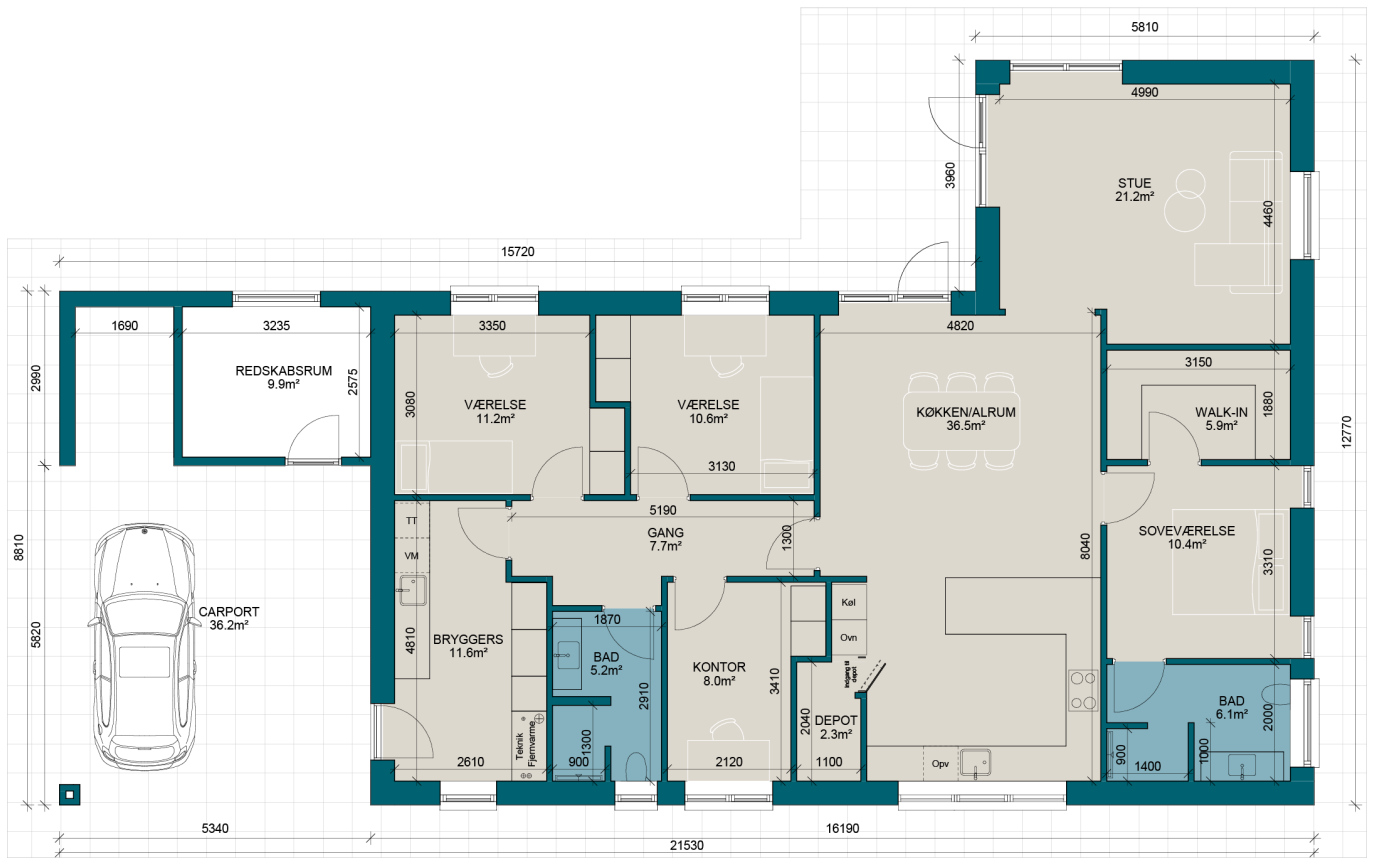 5810
4990
3960
STUE
21.2m²
4460
15720
1690
3235
3350
4820
2990
REDSKABSRUM
9.9m²
2575
3080
VÆRELSE
11.2m²
VÆRELSE
10.6m²
KØKKEN/ALRUM
36.5m²
3150
WALK-IN
5.9m²
1880
12770
3130
5190
GANG
7.7m²
1300
8040
TT
VM
SOVEVÆRELSE
10.4m²
3310
8810
5820
CARPORT
36.2m²
4810
BRYGGERS
11.6m²
1870
BAD
5.2m²
2910
KONTOR
8.0m²
3410
Køl
Ovn
Indgang til
depot
2040
DEPOT
2.3m²
BAD
6.1m²
2000
Teknik
Fjernvarme
1300
900
2610
2120
1100
Opv
900
1400
1000
5340
16190
21530